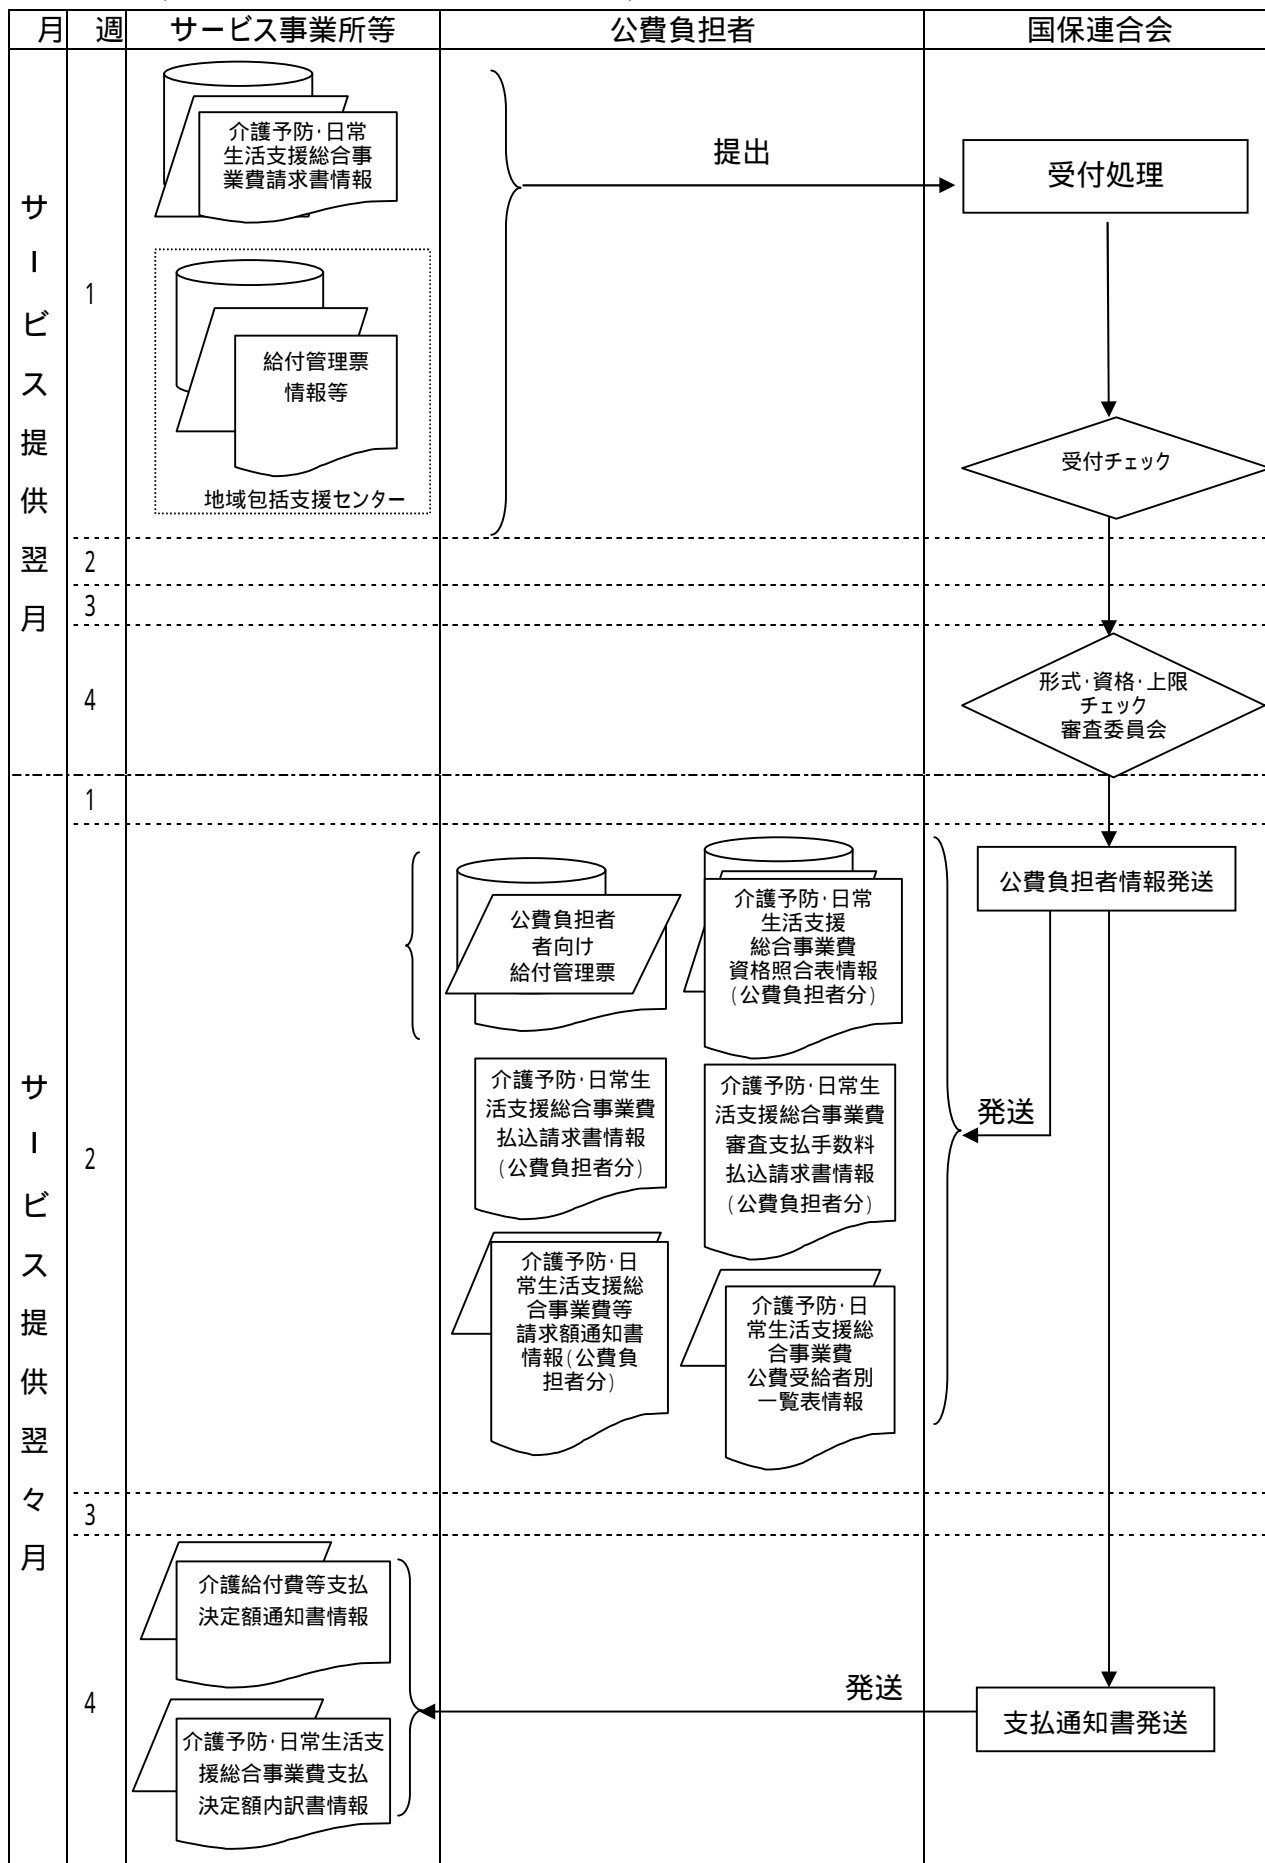 月 週 サービス事業所等 公費負担者 国保連合会
サービス提供翌月
1
介護予防･日常
生活支援総合事
業費請求書情報
提出
受付処理
給付管理票
情報等
地域包括支援センター
受付チェック
2
3
4
形式･資格･上限
チェック
審査委員会
サービス提供翌々月
1
2
公費負担者
者向け
給付管理票
介護予防･日常
生活支援
総合事業費
資格照合表情報
(公費負担者分)
公費負担者情報発送
介護予防･日常生
活支援総合事業費
払込請求書情報
(公費負担者分)
介護予防･日常生
活支援総合事業費
審査支払手数料
払込請求書情報
(公費負担者分)
発送
介護予防･日
常生活支援総
合事業費等
請求額通知書
情報(公費負
担者分)
介護予防･日
常生活支援総
合事業費
公費受給者別
一覧表情報
3
4
介護給付費等支払
決定額通知書情報
発送
支払通知書発送
介護予防･日常生活支
援総合事業費支払
決定額内訳書情報